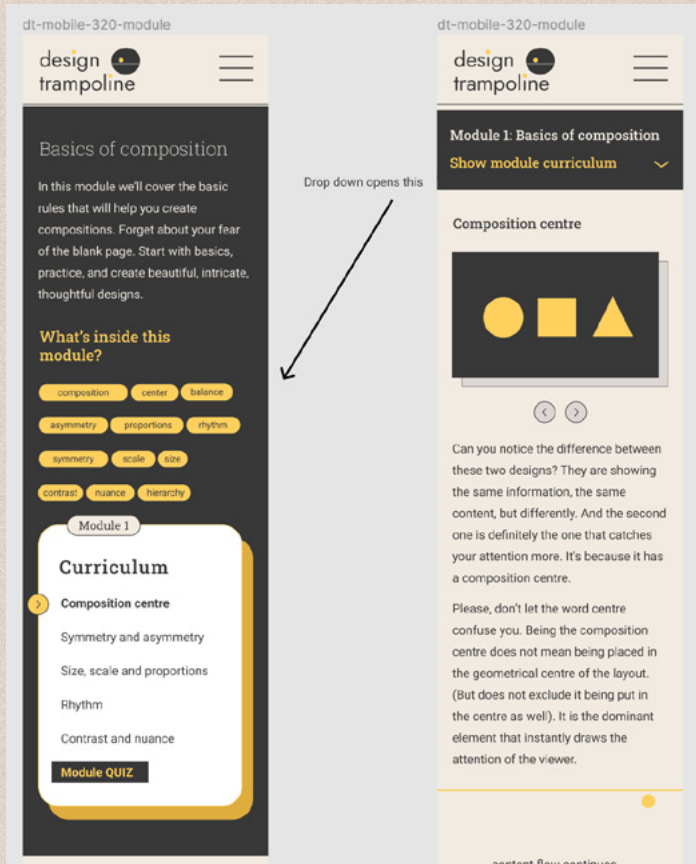 dt-mobile-320-module
design
trampoline
Basics of composition
In this module we'll cover the basic
rules that will help you create
compositions. Forget about your fear
of the blank page. Start with basics,
practice, and create beautiful, intricate,
thoughtful designs.
What's inside this
module?
composition center balance
asymmetry proportions rhythm
symmetry scale size
contrast nuance hierarchy
Module 1
Curriculum
Composition centre
Symmetry and asymmetry
Size, scale and proportions
Rhythm
Contrast and nuance
Module QUIZ
Drop down opens this
dt-mobile-320-module
design
trampoline
Module 1: Basics of composition
Show module curriculum
Composition centre
Can you notice the difference between
these two designs? They are showing
the same information, the same
content, but differently. And the second
one is definitely the one that catches
your attention more. It's because it has
a composition centre.
Please, don't let the word centre
confuse you. Being the composition
centre does not mean being placed in
the geometrical centre of the layout.
(But does not exclude it being put in
the centre as well). It is the dominant
element that instantly draws the
attention of the viewer.
content flow continues